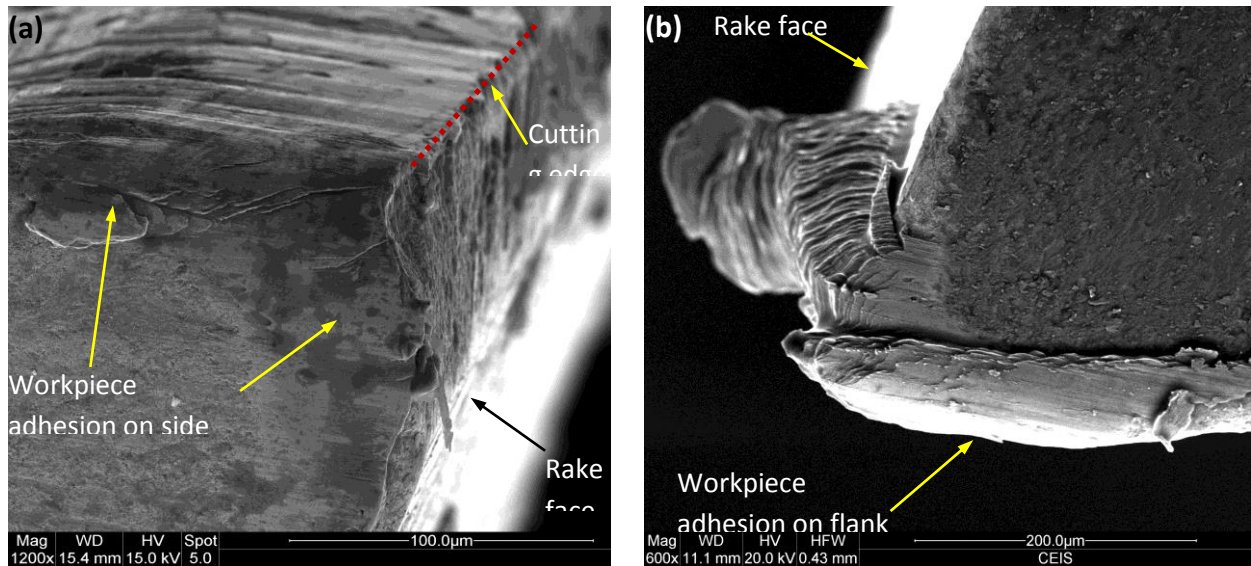 (a)
Cuttin
g edge
Workpiece
adhesion on side
Rake
face
Mag WD HV Spot
1200x 15.4 mm 15.0 kV 5.0
100.0µm
(b)
Rake face
Workpiece
adhesion on flank
Mag WD HV HFW
600x 11.1 mm 20.0 kV 0.43 mm
200.0µm
CEIS